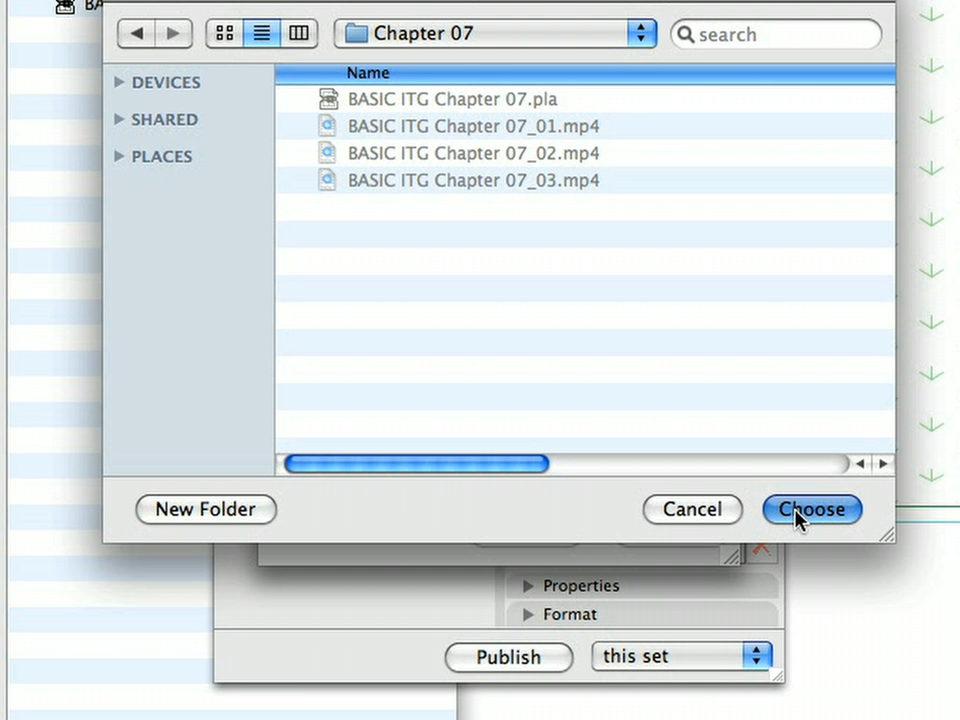 BA
Chapter 07
search
Name
DEVICES
SHARED
PLACES
BASIC ITG Chapter 07.pla
BASIC ITG Chapter 07_01.mp4
BASIC ITG Chapter 07_02.mp4
BASIC ITG Chapter 07_03.mp4
New Folder
Cancel
Choose
Properties
Format
Publish
this set